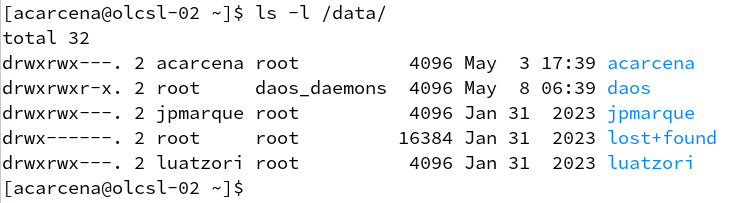 [acarcena@olcsl-02 ~]$ ls -l /data/
total 32
drwxrwx---. 2 acarcena root          4096 May  3 17:39 acarcena
drwxrwxr-x. 2 root     daos_daemons  4096 May  8 06:39 daos
drwxrwx---. 2 jpmarque root          4096 Jan 31  2023 jpmarque
drwx------. 2 root     root         16384 Jan 31  2023 lost+found
drwxrwx---. 2 luatzori root          4096 Jan 31  2023 luatzori
[acarcena@olcsl-02 ~]$